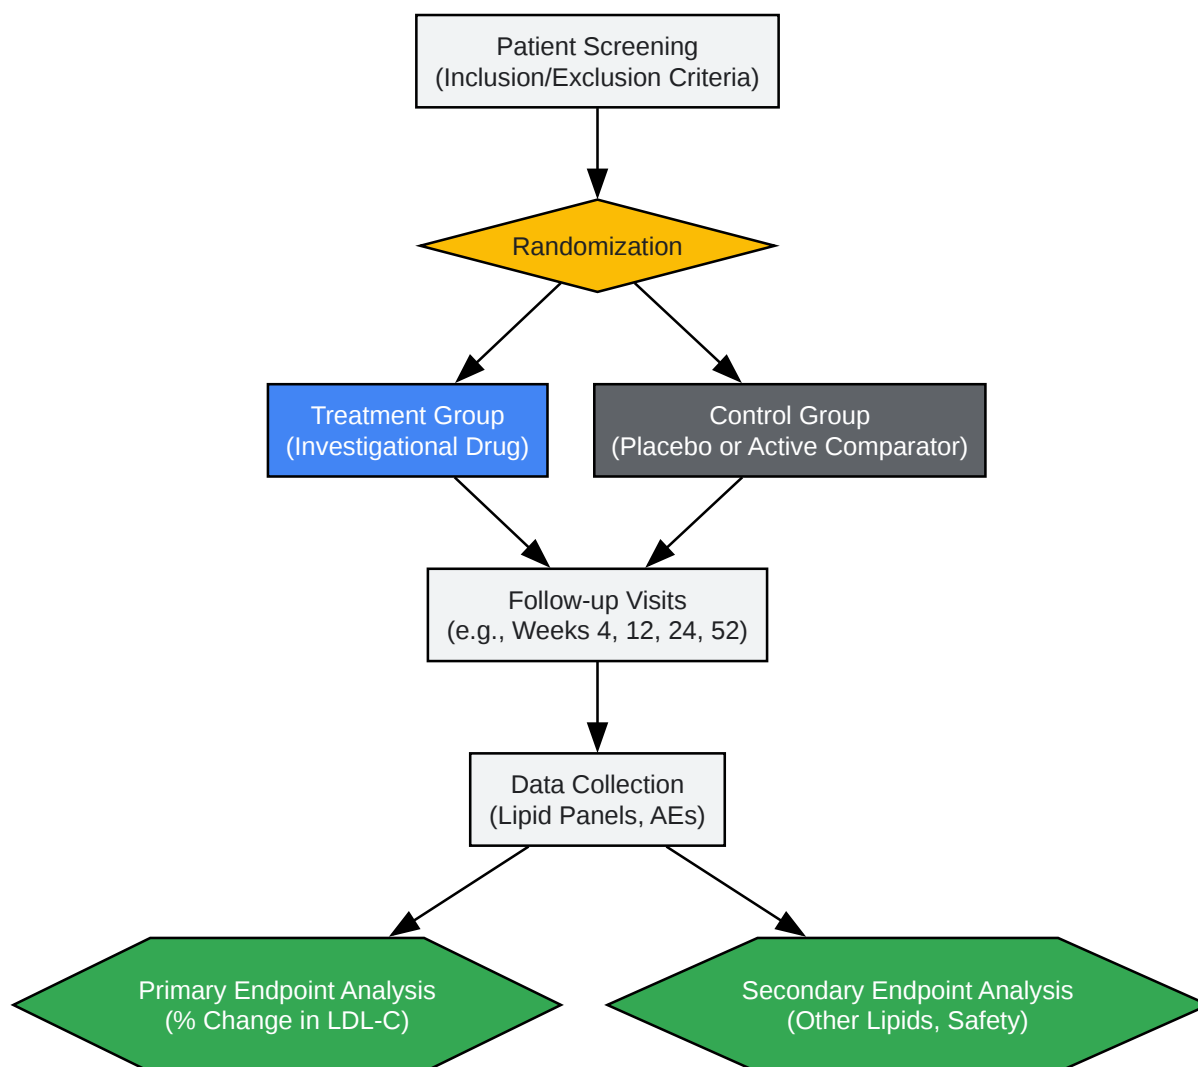 Patient Screening
(Inclusion/Exclusion Criteria)
Randomization
Treatment Group
(Investigational Drug)
Control Group
(Placebo or Active Comparator)
Follow-up Visits
(e.g., Weeks 4, 12, 24, 52)
Data Collection
(Lipid Panels, AEs)
Primary Endpoint Analysis
(% Change in LDL-C)
Secondary Endpoint Analysis
(Other Lipids, Safety)